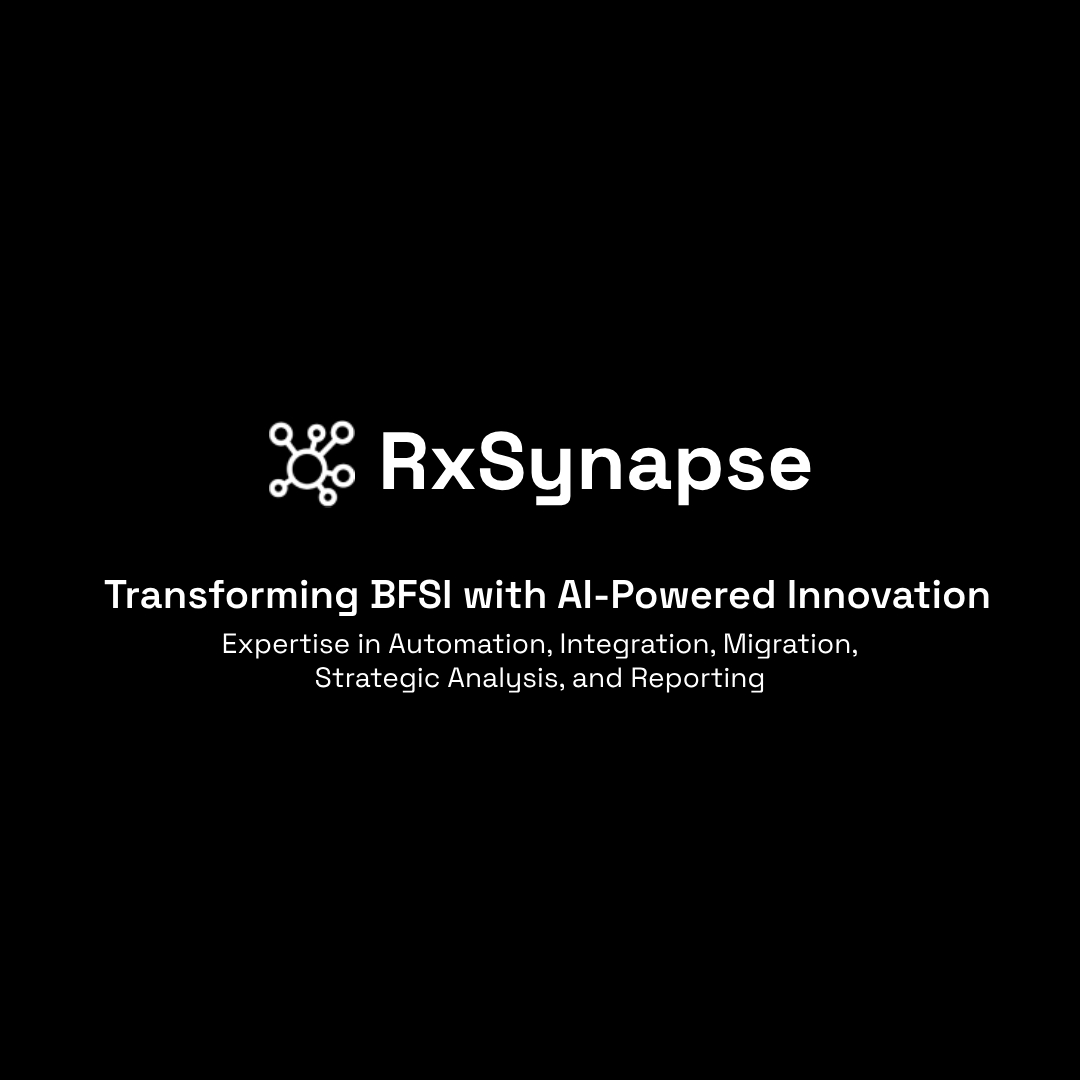 RxSynapse
Transforming BFSI with AI-Powered Innovation
Expertise in Automation, Integration, Migration,
Strategic Analysis, and Reporting